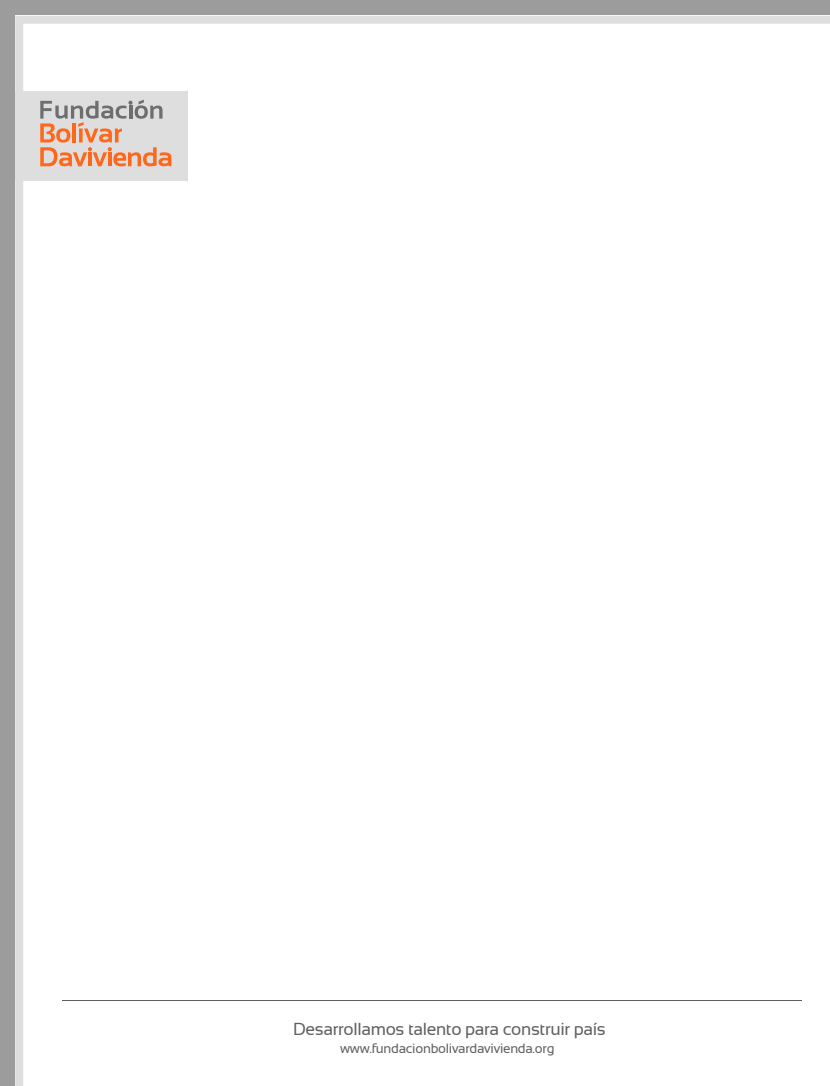 Fundación
Bolívar
Davivienda
Desarrollamos talento para construir país
www.fundacionbolivardavivienda.org